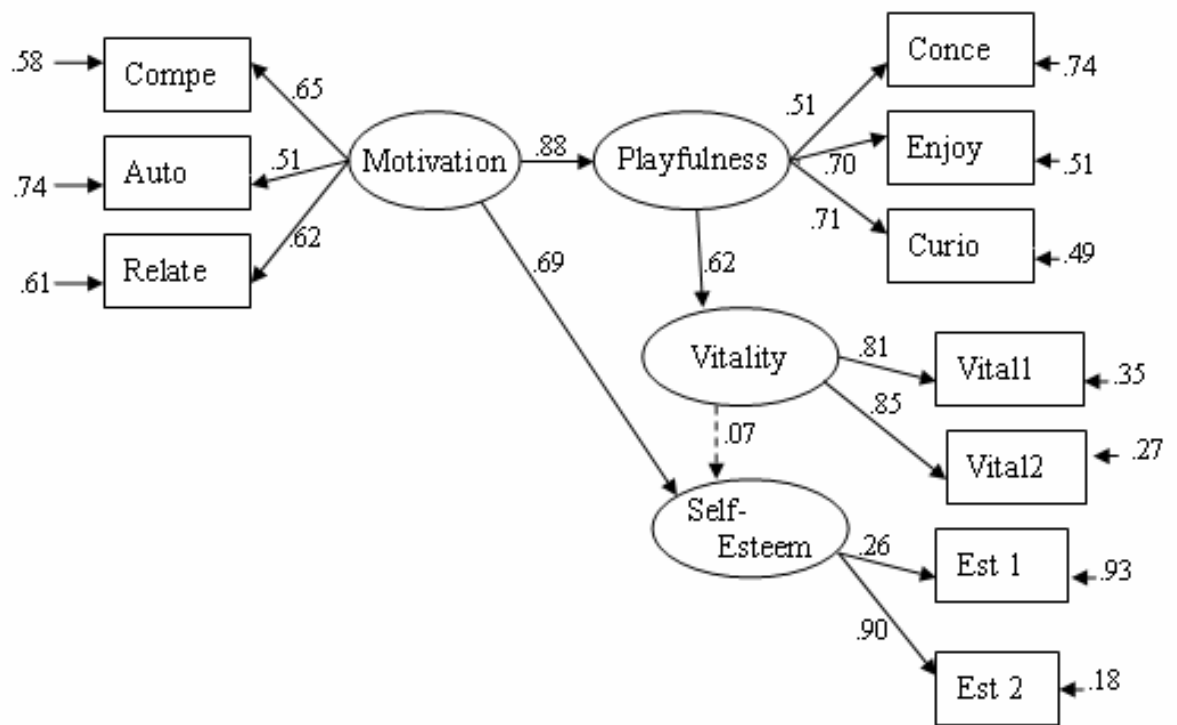 .58
Compe
.65
.74
Auto
.51
.61
Relate
.62
Motivation
.88
Playfulness
.51
Conce
.74
.70
Enjoy
.51
.71
Curio
.49
.69
.62
Vitality
.81
Vital1
.35
.85
Vital2
.27
.07
Self-
Esteem
.26
Est 1
.93
.90
Est 2
.18